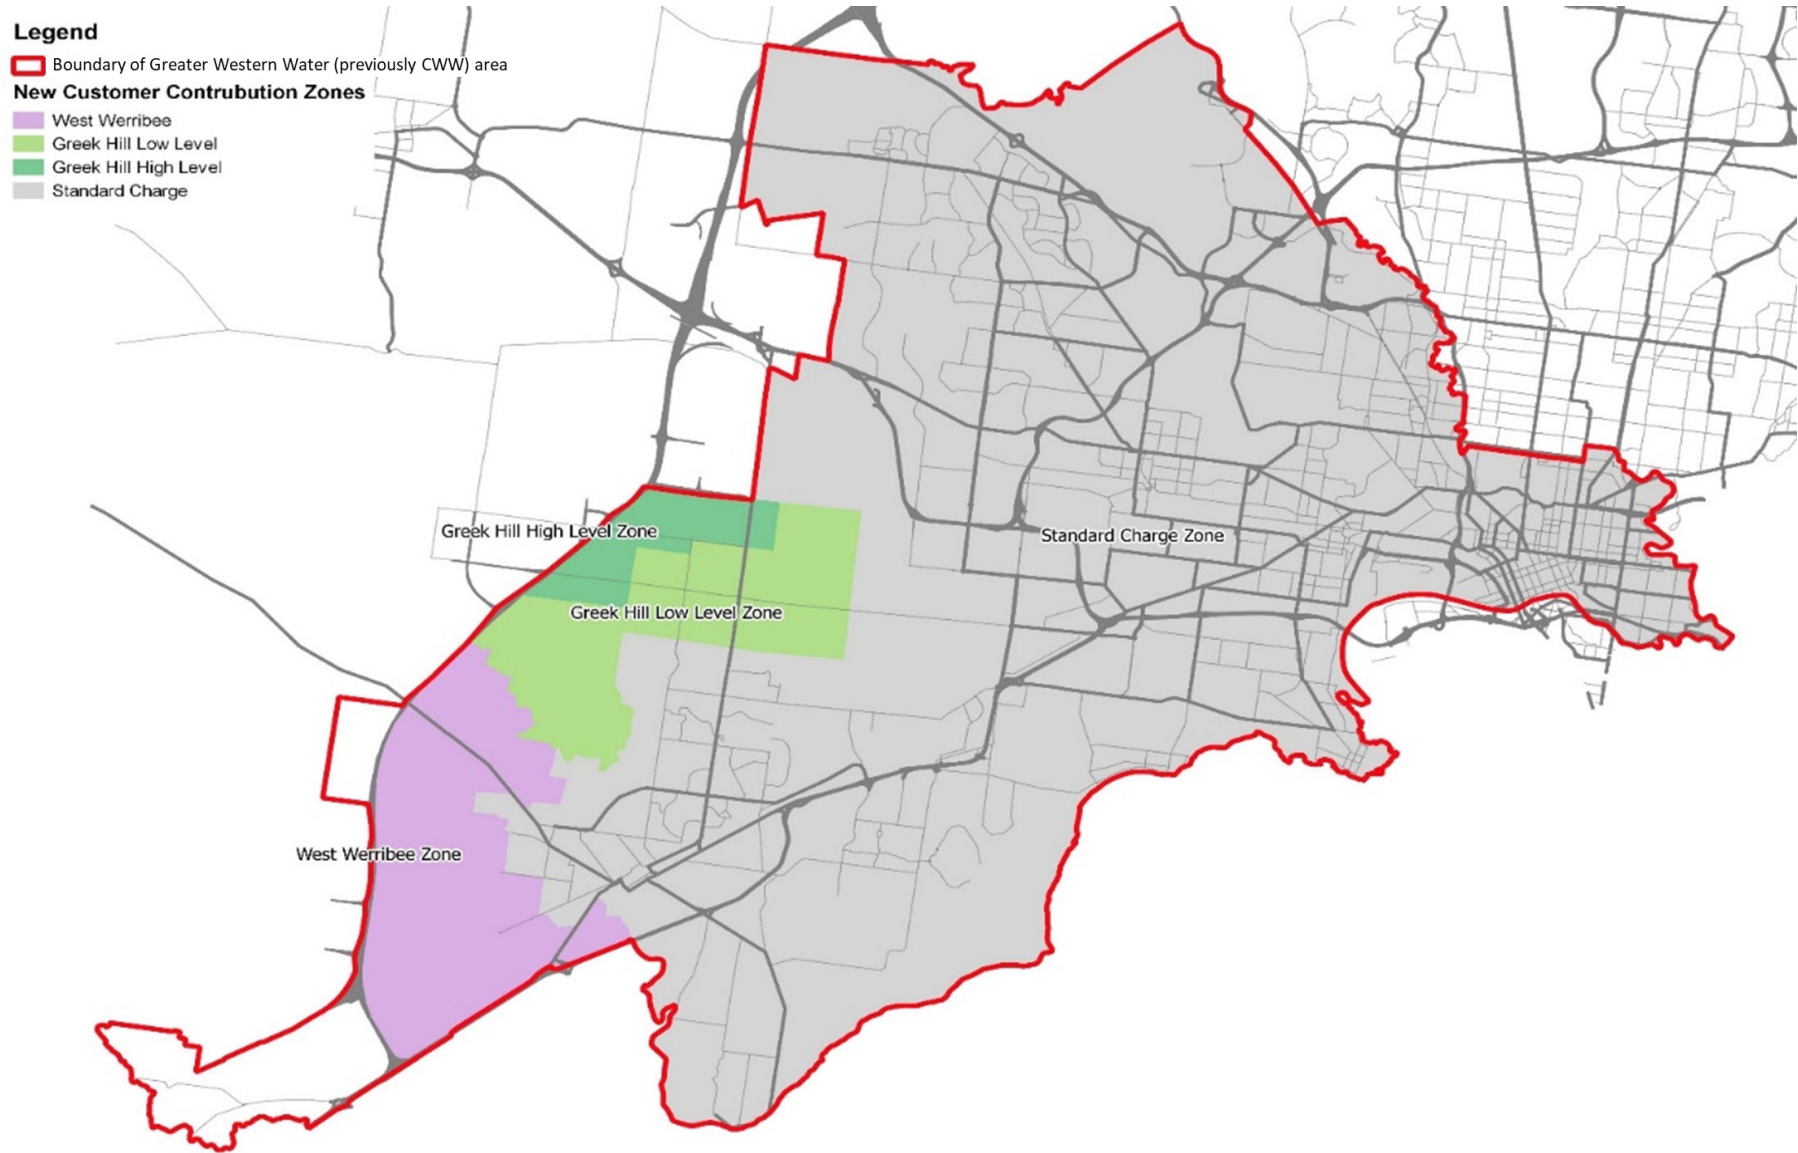 Legend
Boundary of Greater Western Water (previously CWW) area
New Customer Contrubution Zones
West Werribee
Greek Hill Low Level
Greek Hill High Level
Standard Charge
Greek Hill High Level Zone
Standard Charge Zone
Greek Hill Low Level Zone
West Werribee Zone